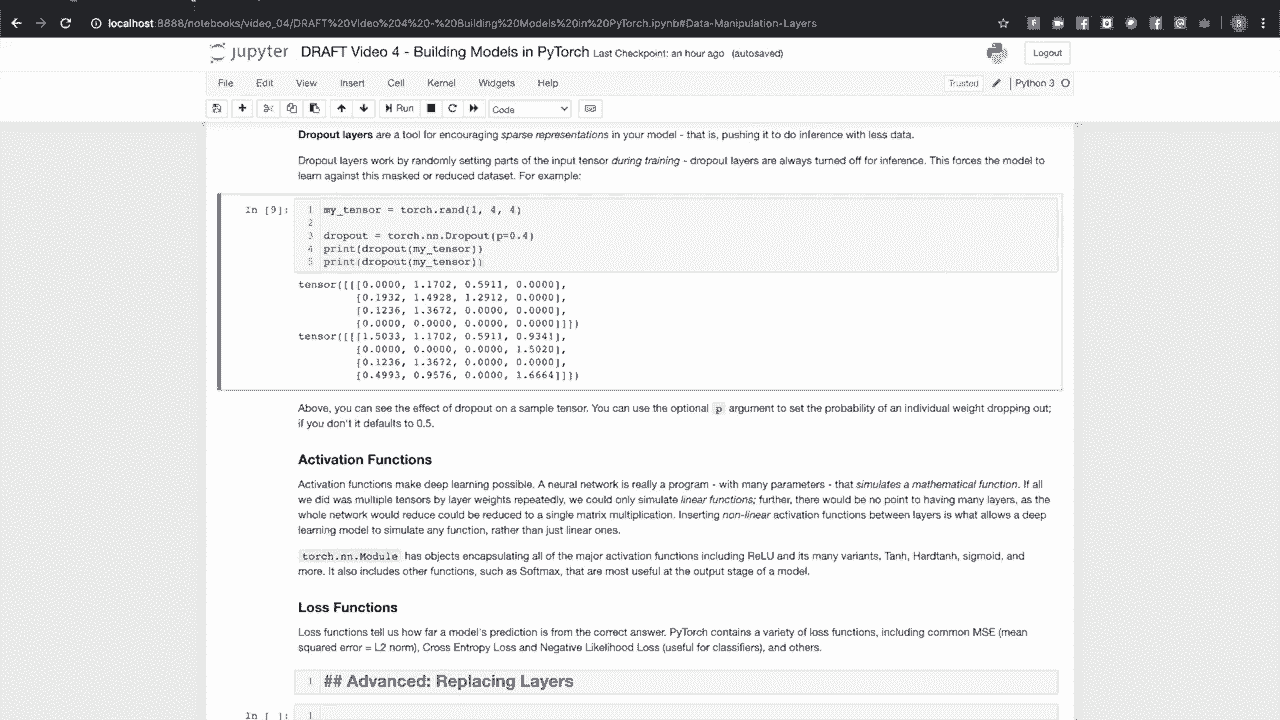 localhost:8888/notebook/video_04/DRAFT%20Video%204%20-%20Building%20Models%20in%20PyTorch.ipynb#Data-Manipulation-Layers
jupyter DRAFT Video 4 - Building Models in PyTorch Last Checkpoint: an hour ago (autosaved) Logout
File Edit View Insert Cell Kernel Widgets Help Trusted Python 3
Run Code
Dropout layers are a tool for encouraging sparse representations in your model - that is, pushing it to do inference with less data.
Dropout layers work by randomly setting parts of the input tensor during training - dropout layers are always turned off for inference. This forces the model to
learn against this masked or reduced dataset. For example:
In [9]: 1 my_tensor = torch.rand(1, 4, 4)
2
3 dropout = torch.nn.Dropout(p=0.4)
4 print(dropout(my_tensor))
5 print(dropout(my_tensor))
tensor([[[0.0000, 1.1702, 0.5911, 0.0000],
[0.1932, 1.4928, 1.2912, 0.0000],
[0.1236, 1.3672, 0.0000, 0.0000],
[0.0000, 0.0000, 0.0000, 0.0000]]])
tensor([[[1.5033, 1.1702, 0.5911, 0.9341],
[0.0000, 0.0000, 0.0000, 1.5020],
[0.1236, 1.3672, 0.0000, 0.0000],
[0.4993, 0.9576, 0.0000, 1.6664]]])
Above, you can see the effect of dropout on a sample tensor. You can use the optional p argument to set the probability of an individual weight dropping out;
if you don't it defaults to 0.5.
Activation Functions
Activation functions make deep learning possible. A neural network is really a program - with many parameters - that simulates a mathematical function. If all
we did was multiple tensors by layer weights repeatedly, we could only simulate linear functions; further, there would be no point to having many layers, as the
whole network would reduce could be reduced to a single matrix multiplication. Inserting non-linear activation functions between layers is what allows a deep
learning model to simulate any function, rather than just linear ones.
torch.nn.Module has objects encapsulating all of the major activation functions including ReLU and its many variants, Tanh, Hardtanh, sigmoid, and
more. It also includes other functions, such as Softmax, that are most useful at the output stage of a model.
Loss Functions
Loss functions tell us how far a model's prediction is from the correct answer. PyTorch contains a variety of loss functions, including common MSE (mean
squared error = L2 norm), Cross Entropy Loss and Negative Likelihood Loss (useful for classifiers), and others.
1 ## Advanced: Replacing Layers
In [ ]: 1